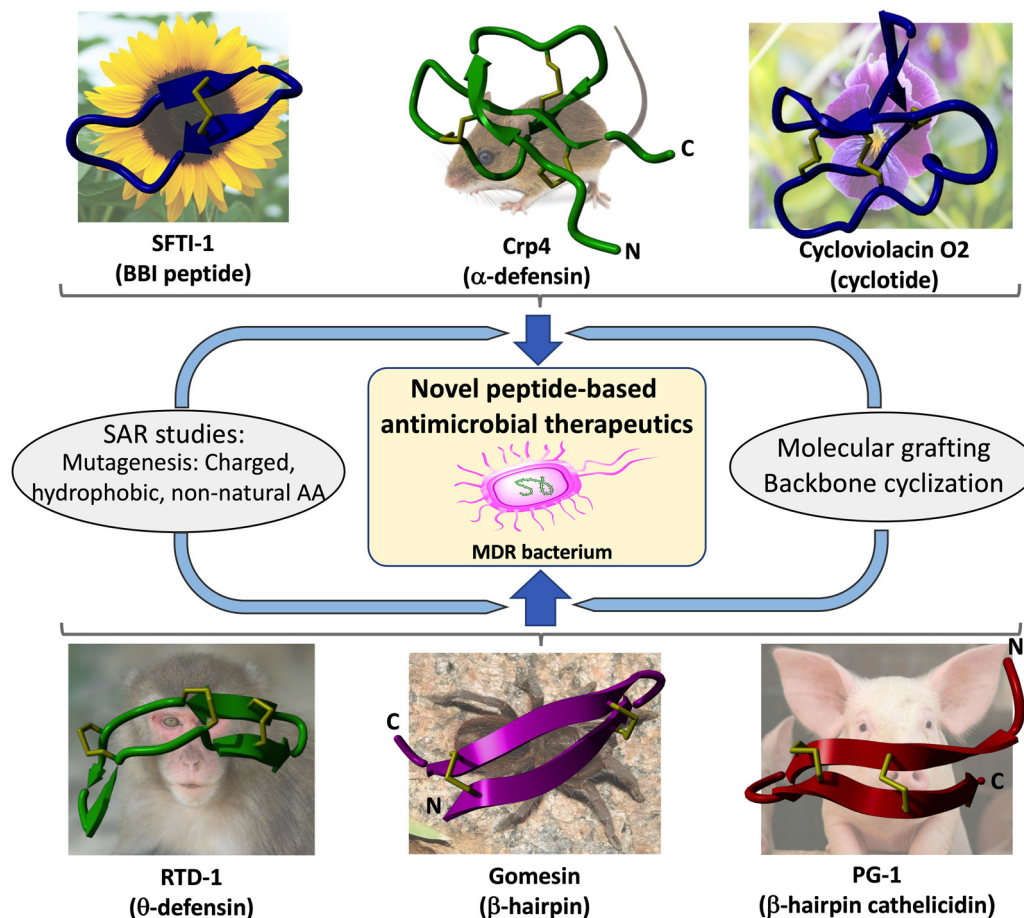 C
N
SFTI-1
(BBI peptide)
Crp4
(α-defensin)
Cycloviolacin O2
(cyclotide)
Novel peptide-based
antimicrobial therapeutics
MDR bacterium
SAR studies:
Mutagenesis: Charged,
hydrophobic, non-natural AA
Molecular grafting
Backbone cyclization
C
N
N
C
RTD-1
(θ-defensin)
Gomesin
(β-hairpin)
PG-1
(β-hairpin cathelicidin)